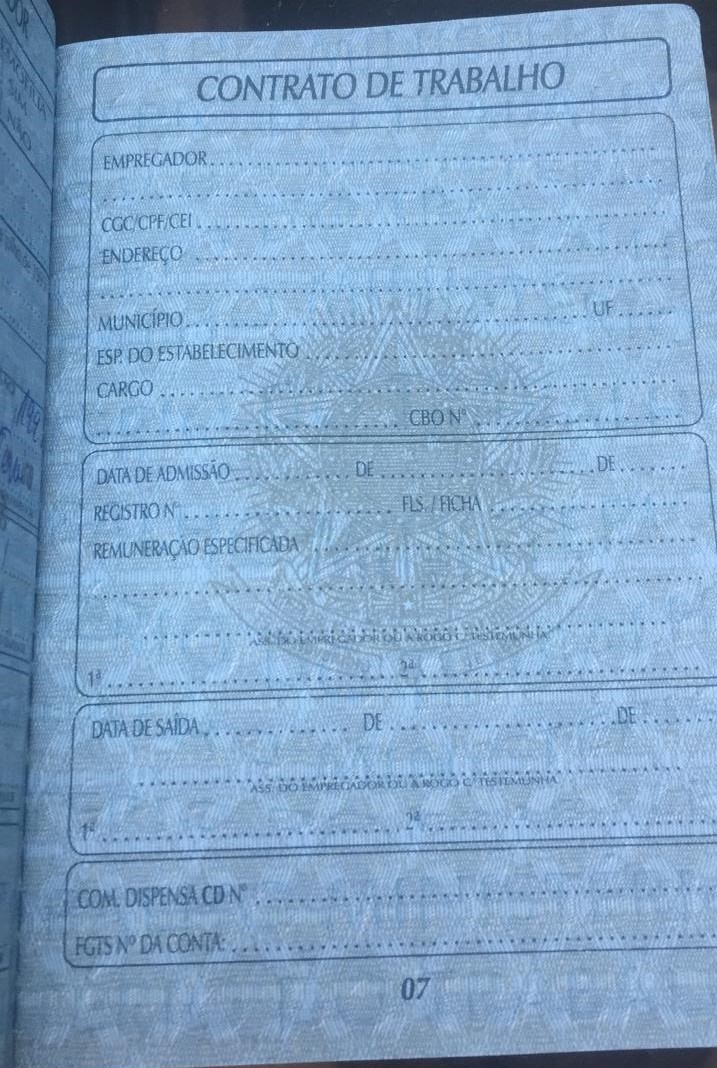 CONTRATO DE TRABALHO
EMPREGADOR
CGC/CPF/CEI
ENDEREÇO
MUNICÍPIO UF
ESP. DO ESTABELECIMENTO
CARGO
CBO Nº
DATA DE ADMISSÃO DE DE
REGISTRO Nº FLS. / FICHA
REMUNERAÇÃO ESPECIFICADA
ASS. DO EMPREGADOR OU A ROGO C/ TESTEMUNHA
1ª 2ª
DATA DE SAÍDA DE DE
ASS. DO EMPREGADOR OU A ROGO C/ TESTEMUNHA
1ª 2ª
COM. DISPENSA CD Nº
FGTS Nº DA CONTA:
07
NÃO